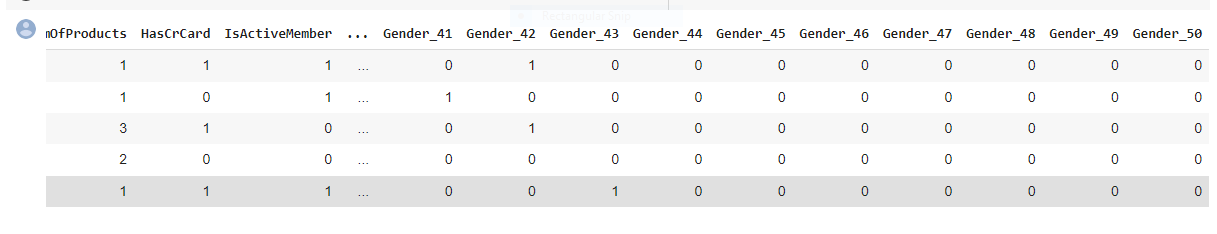 mOfProducts HasCrCard IsActiveMember ... Gender_41 Gender_42 Gender_43 Gender_44 Gender_45 Gender_46 Gender_47 Gender_48 Gender_49 Gender_50
1 1 1 ... 0 1 0 0 0 0 0 0 0 0
1 0 1 ... 1 0 0 0 0 0 0 0 0 0
3 1 0 ... 0 1 0 0 0 0 0 0 0 0
2 0 0 ... 0 0 0 0 0 0 0 0 0 0
1 1 1 ... 0 0 1 0 0 0 0 0 0 0